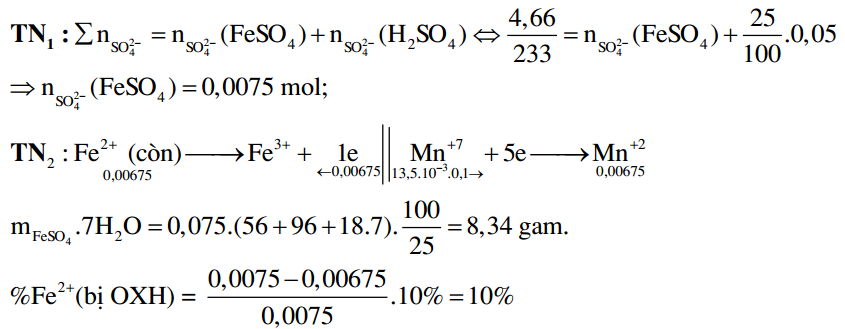 TN₁ : Σn_{SO₄²⁻} = n_{SO₄²⁻}(FeSO₄) + n_{SO₄²⁻}(H₂SO₄) ⇔ 4,66/233 = n_{SO₄²⁻}(FeSO₄) + 25/100 .0,05
⇒ n_{SO₄²⁻}(FeSO₄) = 0,0075 mol;
TN₂ : Fe²⁺ (còn) ⟶ Fe³⁺ + 1e || Mn⁺⁷ + 5e ⟶ Mn⁺²
0,00675 ←0,00675 13,5.10⁻³.0,1→ 0,00675
m_{FeSO₄}.7H₂O = 0,075.(56 + 96 + 18.7). 100/25 = 8,34 gam.
%Fe²⁺(bị OXH) = (0,0075 − 0,00675)/0,0075 .10% = 10%